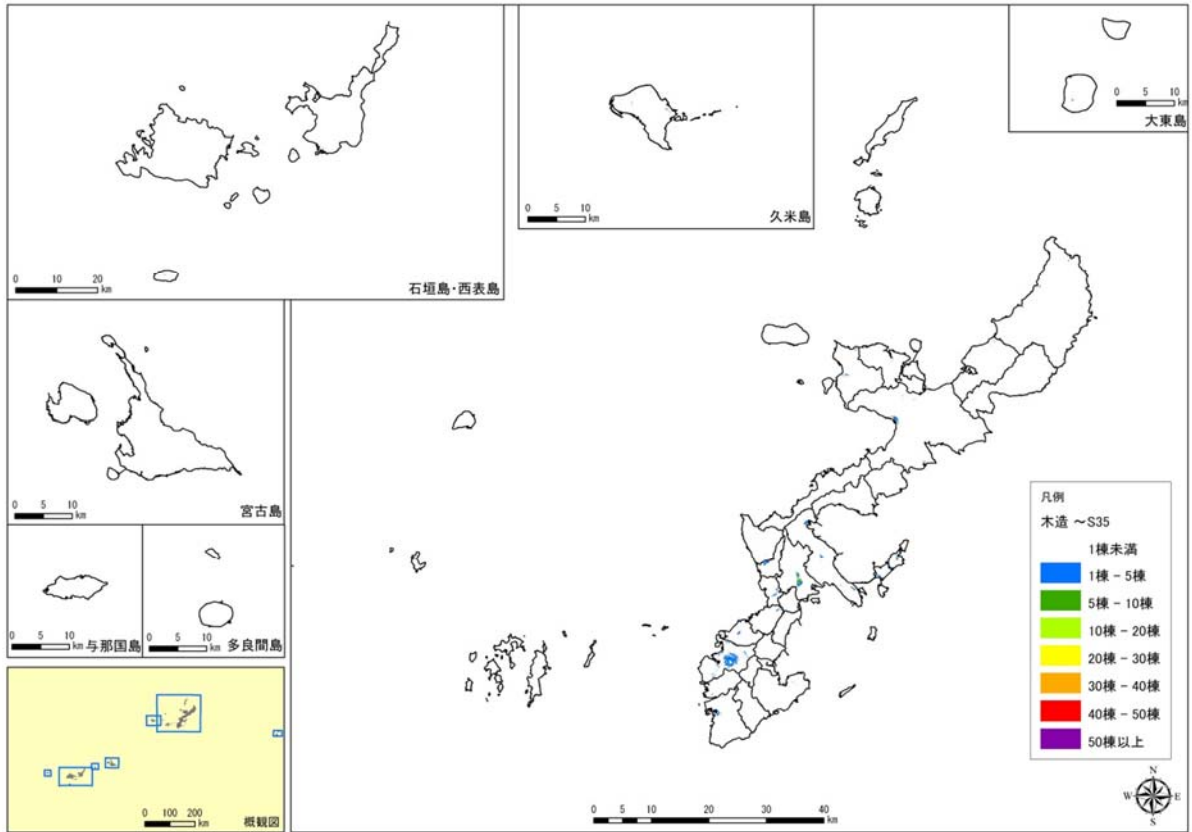 0 5 10
km
大東島
0 5 10
km
久米島
0 10 20
km
石垣島・西表島
0 5 10
km
宮古島
0 5 10
km
与那国島
0 5 10
km
多良間島
凡例
木造 ～S35
1棟未満
1棟 - 5棟
5棟 - 10棟
10棟 - 20棟
20棟 - 30棟
30棟 - 40棟
40棟 - 50棟
50棟以上
0 100 200
km
概観図
0 10 20 30 40
km
N
W E
S